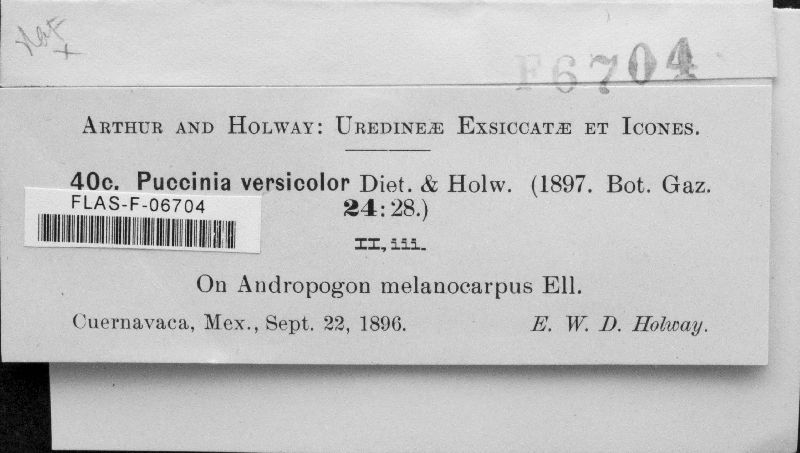 F6704
ARTHUR AND HOLWAY: UREDINEÆ EXSICCATÆ ET ICONES.
40c. Puccinia versicolor Diet. & Holw. (1897. Bot. Gaz.
24:28.)
FLAS-F-06704
II, iii.
On Andropogon melanocarpus Ell.
Cuernavaca, Mex., Sept. 22, 1896. E. W. D. Holway.